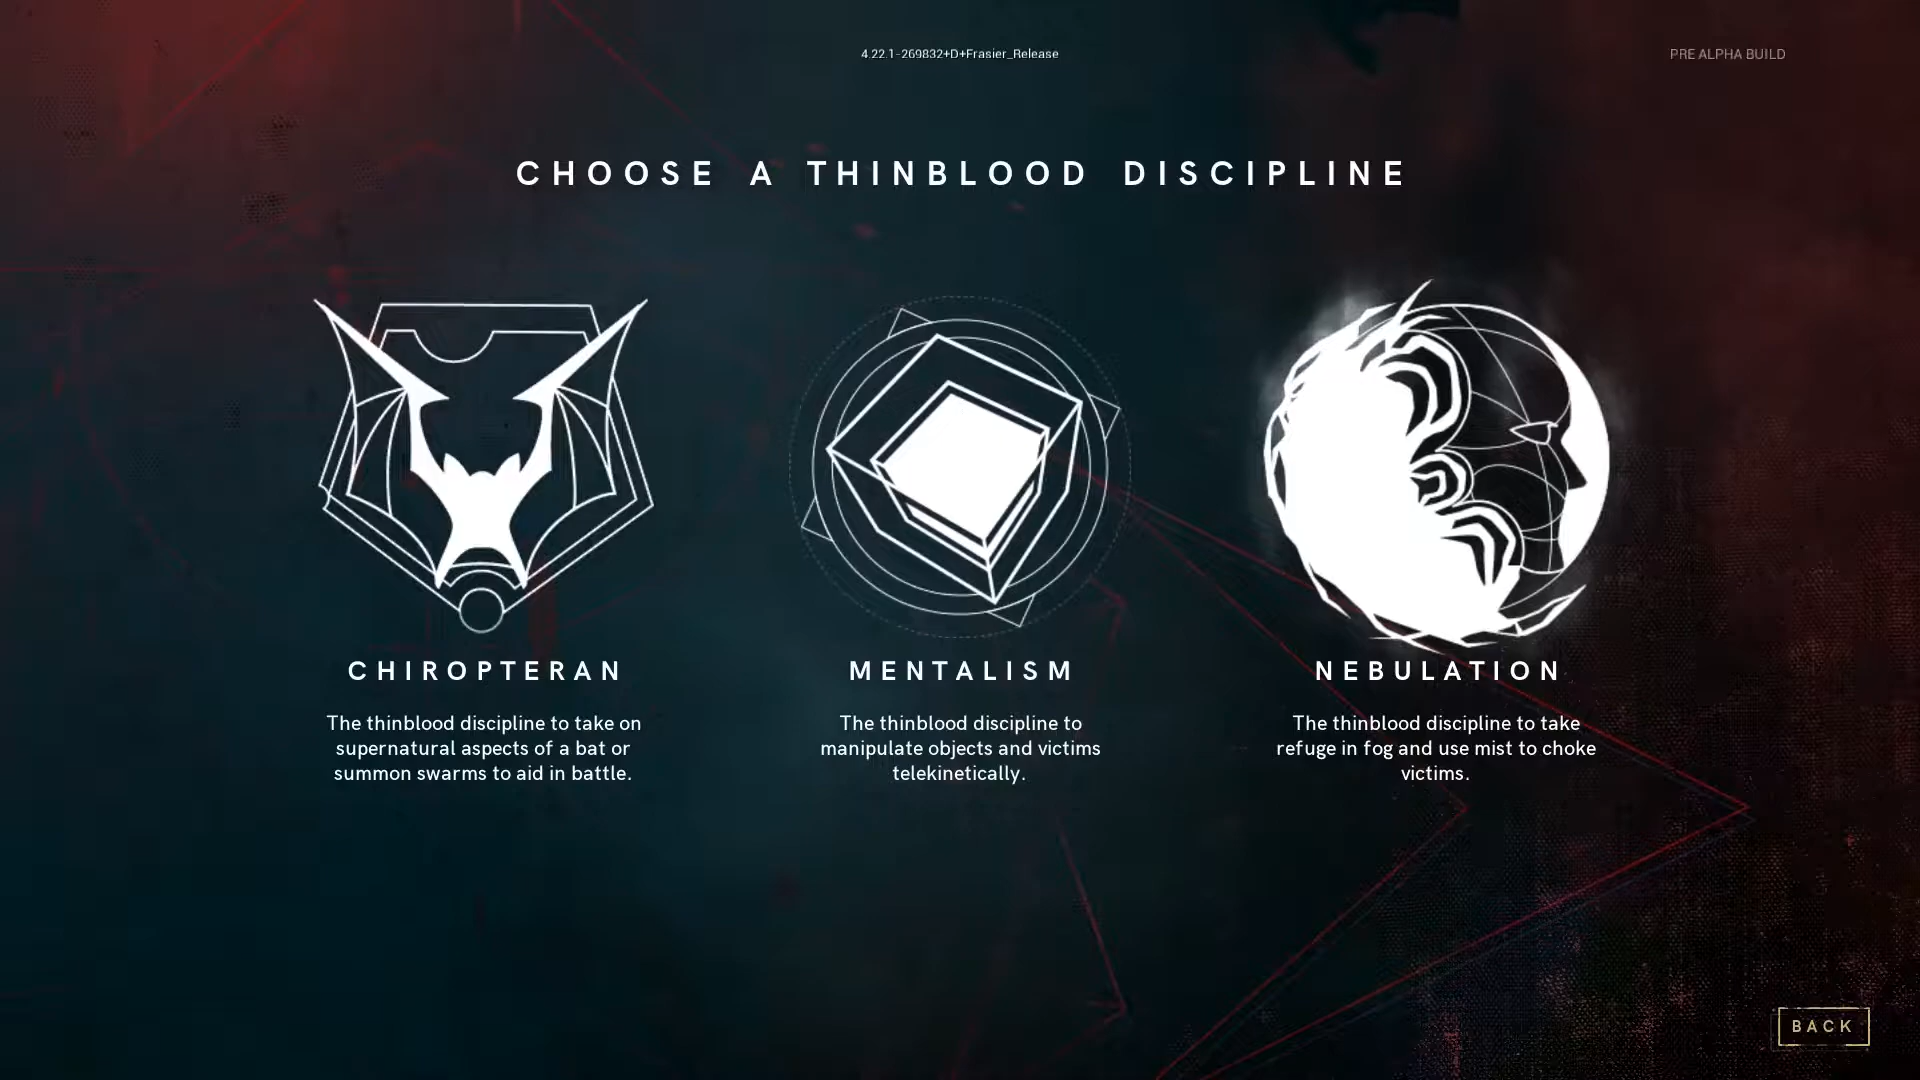 4.22.1-269832+D+Frasier_Release
PRE ALPHA BUILD
CHOOSE A THINBLOOD DISCIPLINE
CHIROPTERAN
The thinblood discipline to take on
supernatural aspects of a bat or
summon swarms to aid in battle.
MENTALISM
The thinblood discipline to
manipulate objects and victims
telekinetically.
NEBULATION
The thinblood discipline to take
refuge in fog and use mist to choke
victims.
BACK